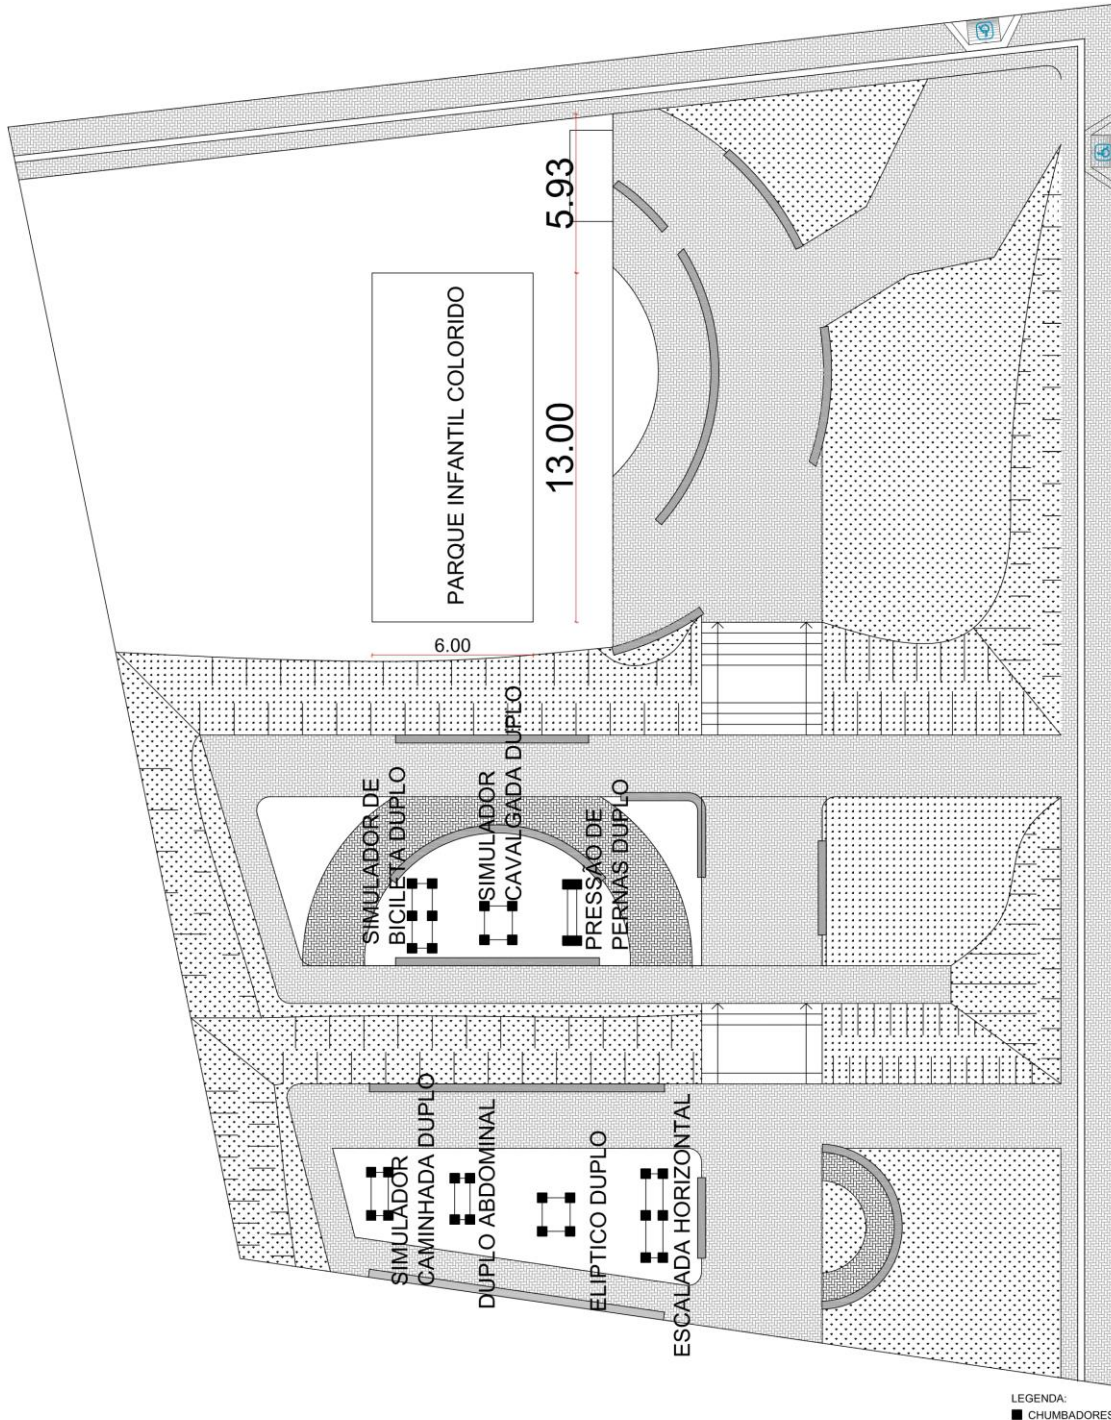 5.93
PARQUE INFANTIL COLORIDO
13.00
6.00
SIMULADOR DE
BICILETA DUPLO
SIMULADOR
CAVALGADA DUPLO
PRESSÃO DE
PERNAS DUPLO
SIMULADOR
CAMINHADA DUPLO
DUPLO ABDOMINAL
ELIPTICO DUPLO
ESCALADA HORIZONTAL
LEGENDA:
CHUMBADORES